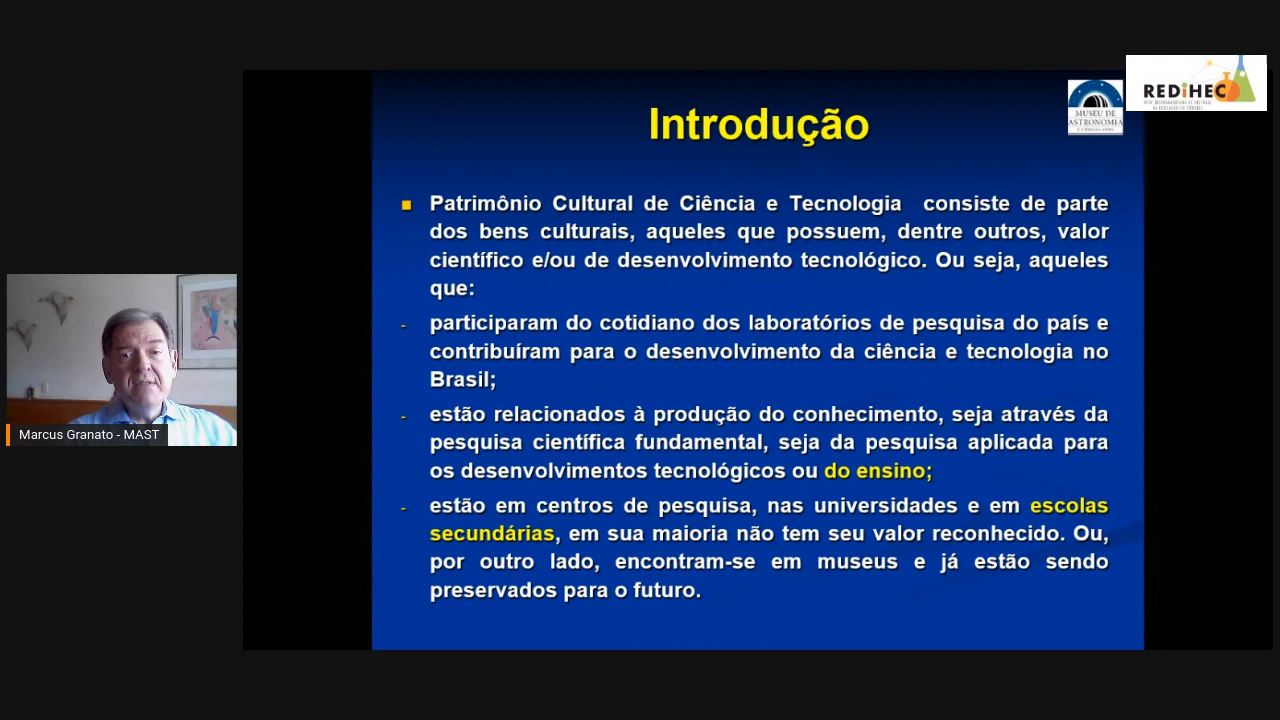 Introdução
MUSEU DE
ASTRONOMIA
REDiHEC
Patrimônio Cultural de Ciência e Tecnologia consiste de parte
dos bens culturais, aqueles que possuem, dentre outros, valor
científico e/ou de desenvolvimento tecnológico. Ou seja, aqueles
que:
- participaram do cotidiano dos laboratórios de pesquisa do país e
contribuíram para o desenvolvimento da ciência e tecnologia no
Brasil;
- estão relacionados à produção do conhecimento, seja através da
pesquisa científica fundamental, seja da pesquisa aplicada para
os desenvolvimentos tecnológicos ou do ensino;
- estão em centros de pesquisa, nas universidades e em escolas
secundárias, em sua maioria não tem seu valor reconhecido. Ou,
por outro lado, encontram-se em museus e já estão sendo
preservados para o futuro.
Marcus Granato - MAST